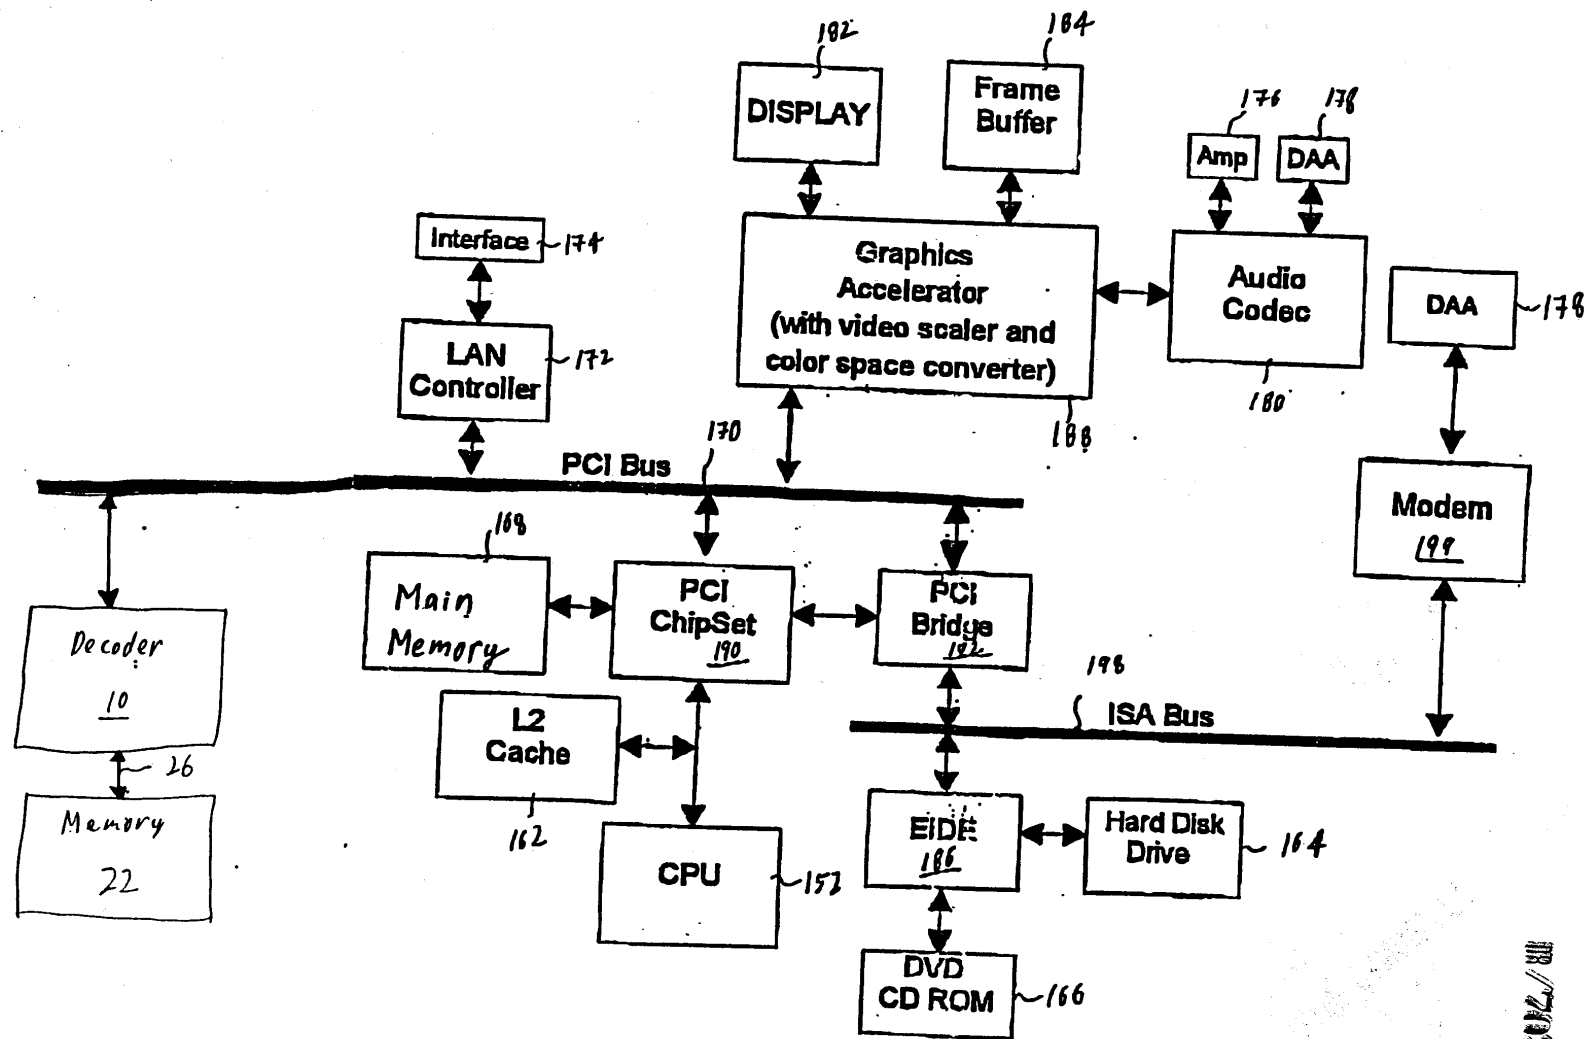 182
184
DISPLAY
Frame
Buffer
176
178
Amp
DAA
Interface
174
Graphics
Accelerator
(with video scaler and
color space converter)
188
Audio
Codec
180
DAA
178
LAN
Controller
172
PCI Bus
170
168
Main
Memory
PCI
ChipSet
190
PCI
Bridge
192
Modem
199
Decoder
10
26
Memory
22
L2
Cache
162
CPU
152
198
ISA Bus
EIDE
186
Hard Disk
Drive
164
DVD
CD ROM
166